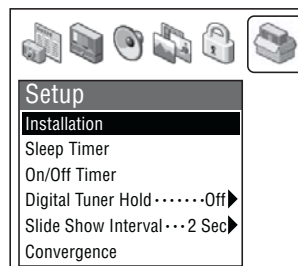 Setup
Installation
Sleep Timer
On/Off Timer
Digital Tuner Hold·······Off
Slide Show Interval···2 Sec
Convergence